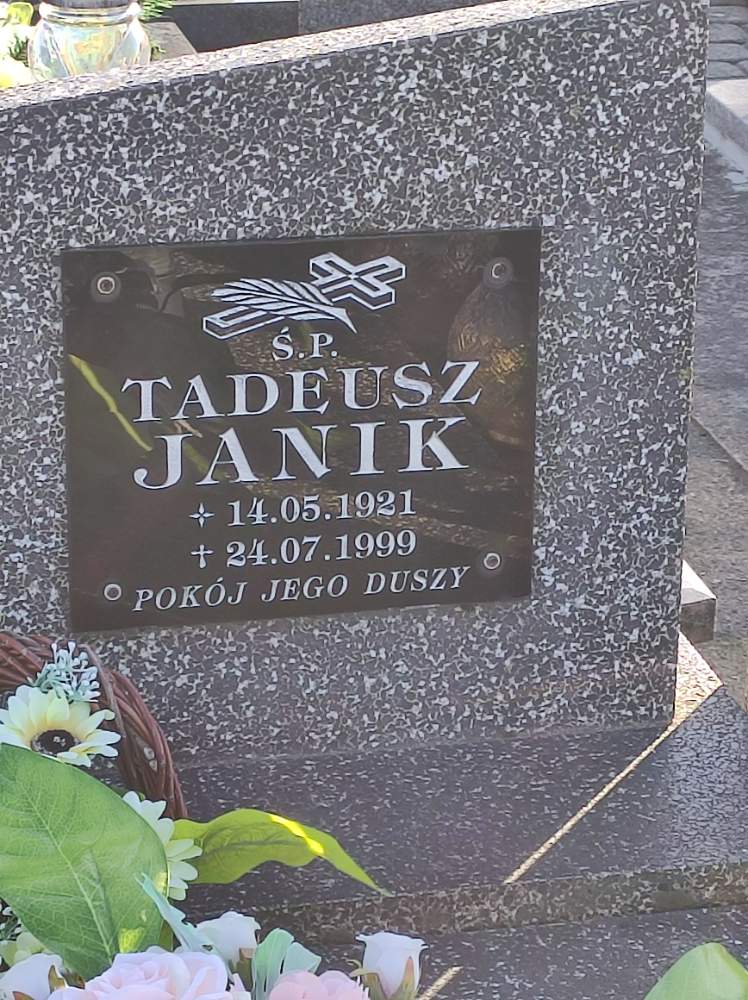 Ś.P.
TADEUSZ
JANIK
14.05.1921
† 24.07.1999
POKÓJ JEGO DUSZY